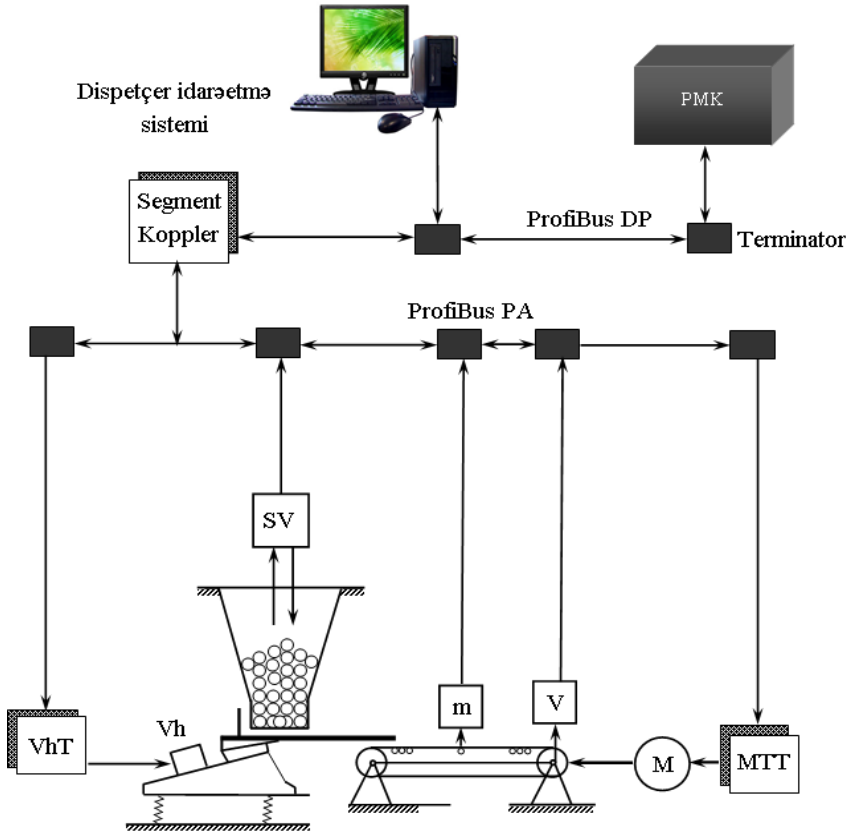 Dispetçer idarəetmə
sistemi
PMK
Segment
Koppler
ProfiBus DP
Terminator
ProfiBus PA
SV
m
V
Vh
VhT
M
MTT